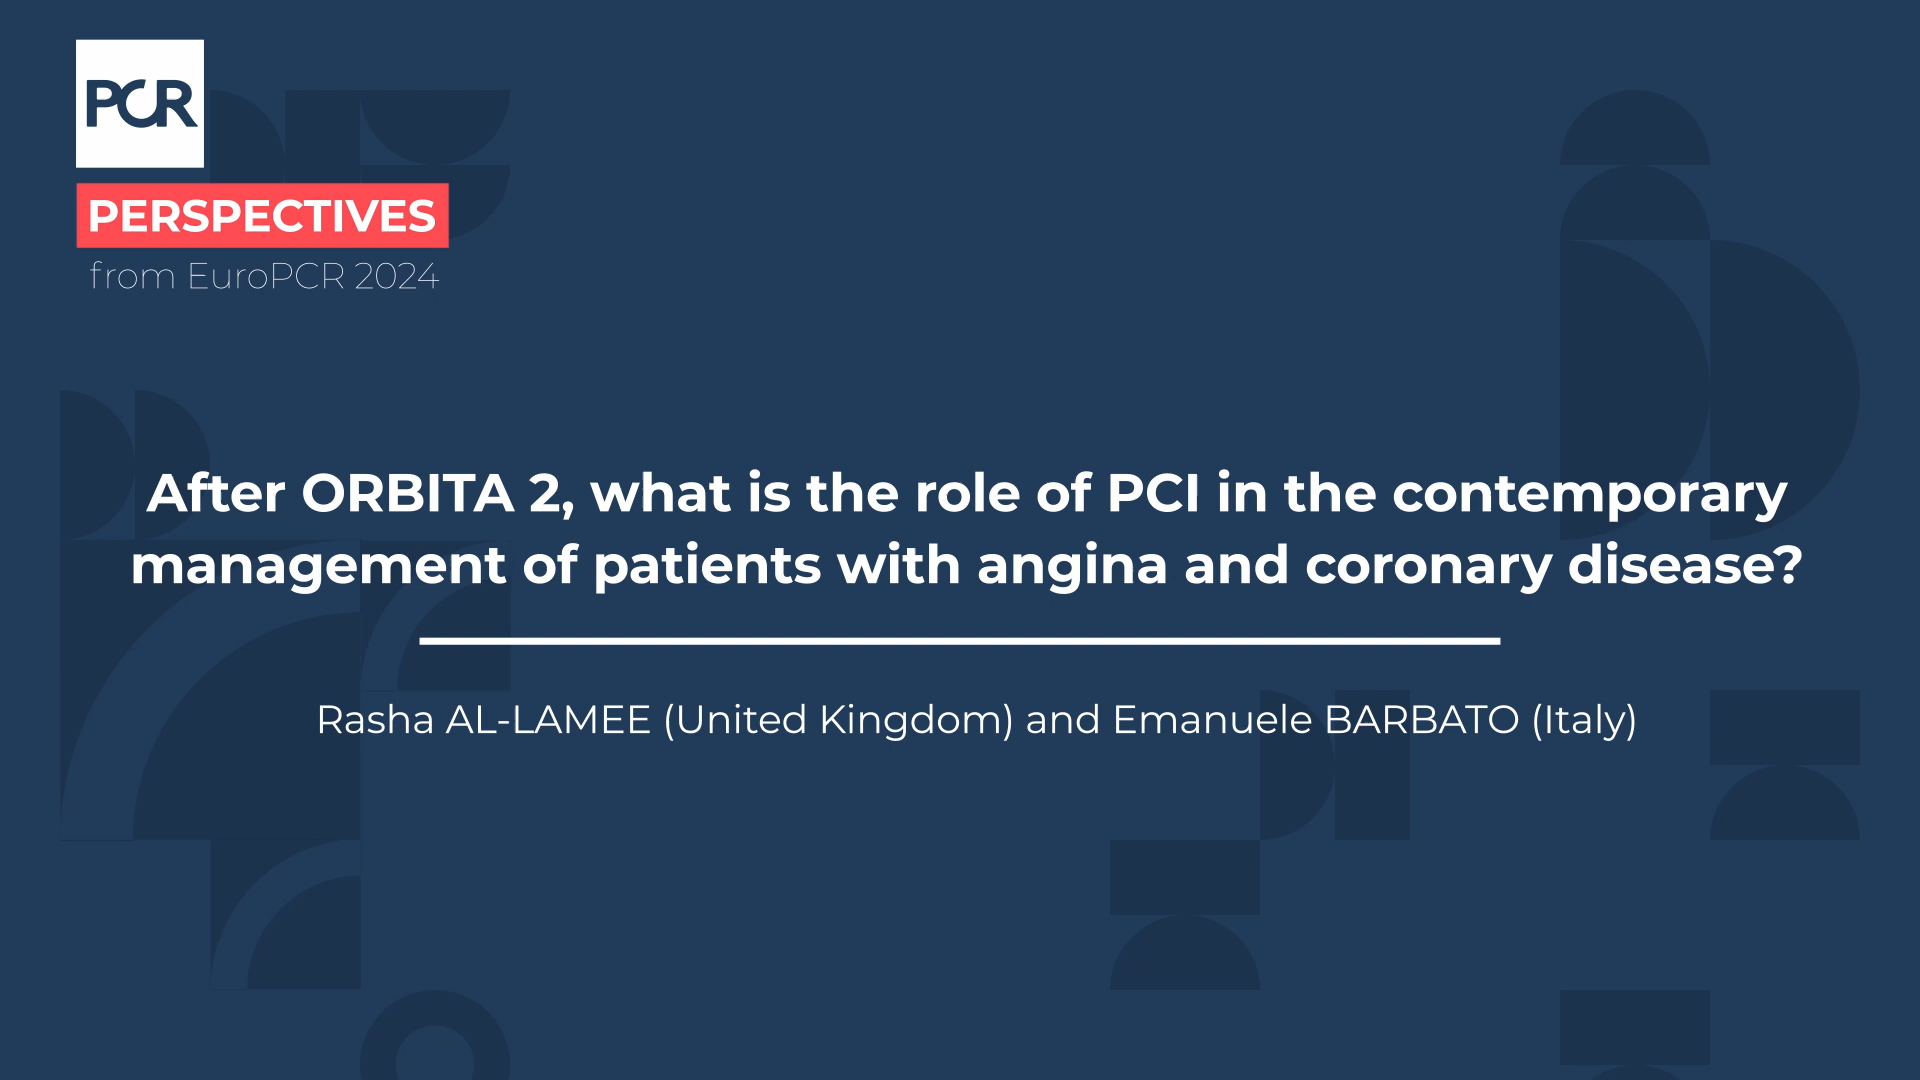 PCR
PERSPECTIVES
from EuroPCR 2024
After ORBITA 2, what is the role of PCI in the contemporary
management of patients with angina and coronary disease?
Rasha AL-LAMEE (United Kingdom) and Emanuele BARBATO (Italy)